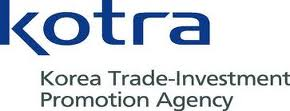 kotra
Korea Trade-Investment
Promotion Agency